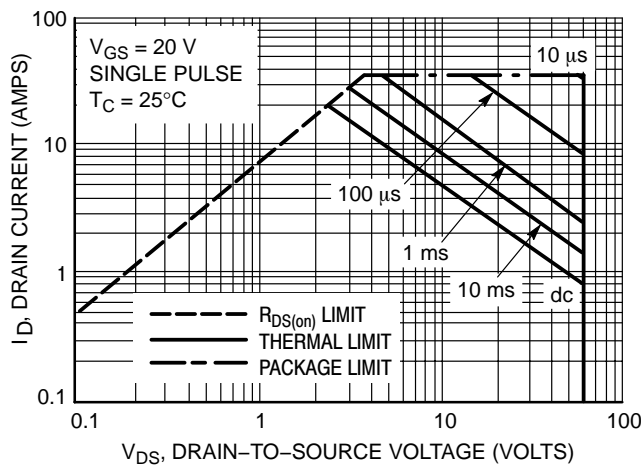 100
V_GS = 20 V
SINGLE PULSE
T_C = 25°C
10 μs
10
100 μs
1 ms
1
10 ms
dc
R_DS(on) LIMIT
THERMAL LIMIT
PACKAGE LIMIT
0.1
0.1
1
10
100
I_D, DRAIN CURRENT (AMPS)
V_DS, DRAIN−TO−SOURCE VOLTAGE (VOLTS)